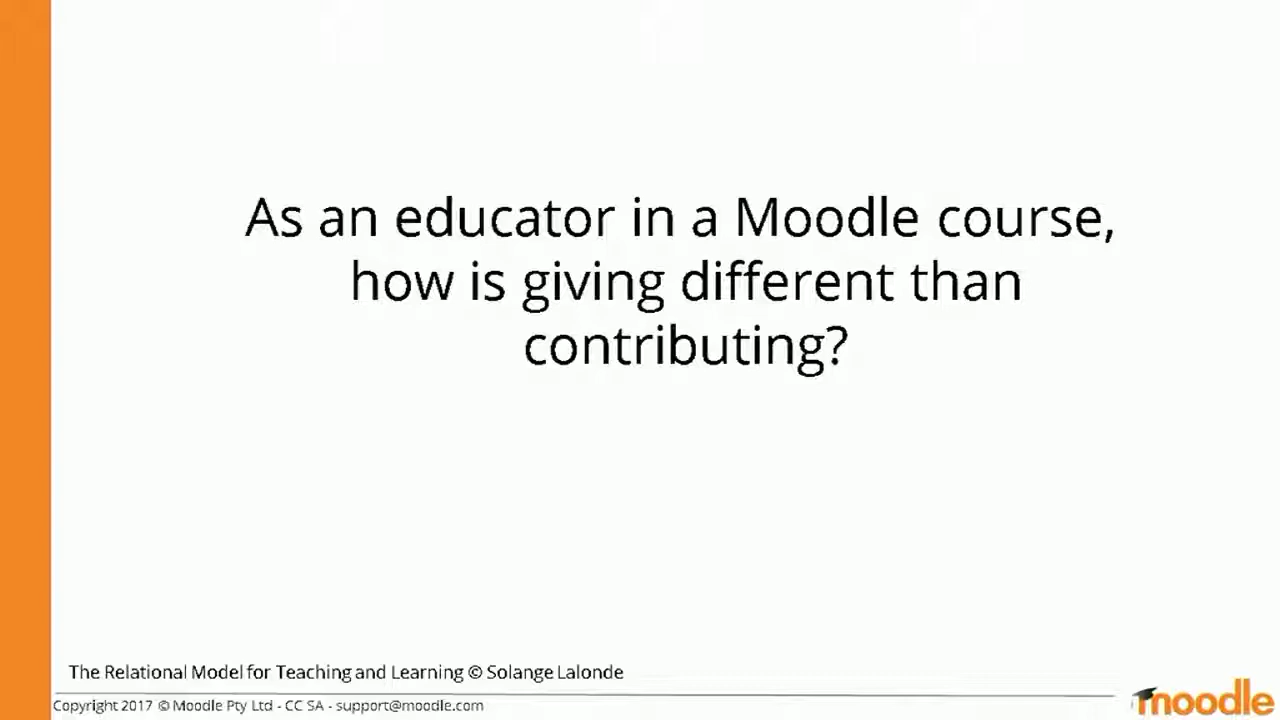 As an educator in a Moodle course,
how is giving different than
contributing?
The Relational Model for Teaching and Learning © Solange Lalonde
Copyright 2017 © Moodle Pty Ltd - CC SA - support@moodle.com
moodle